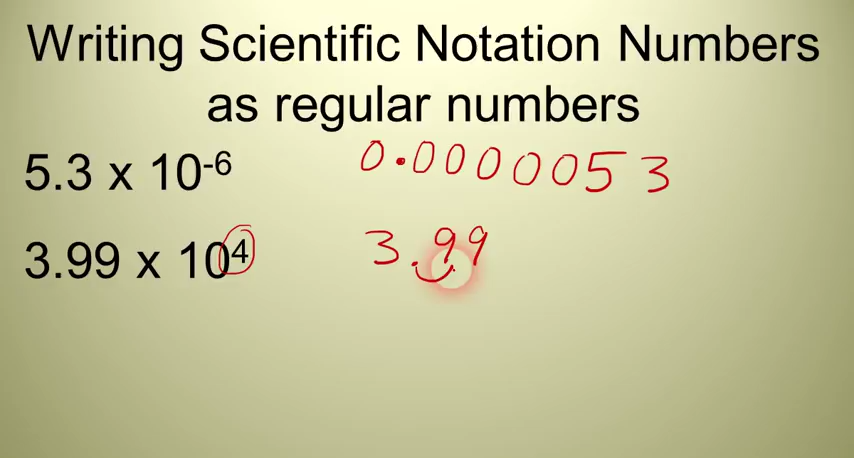 Writing Scientific Notation Numbers
as regular numbers
5.3 x 10⁻⁶ 0.0000053
3.99 x 10⁴ 3.99